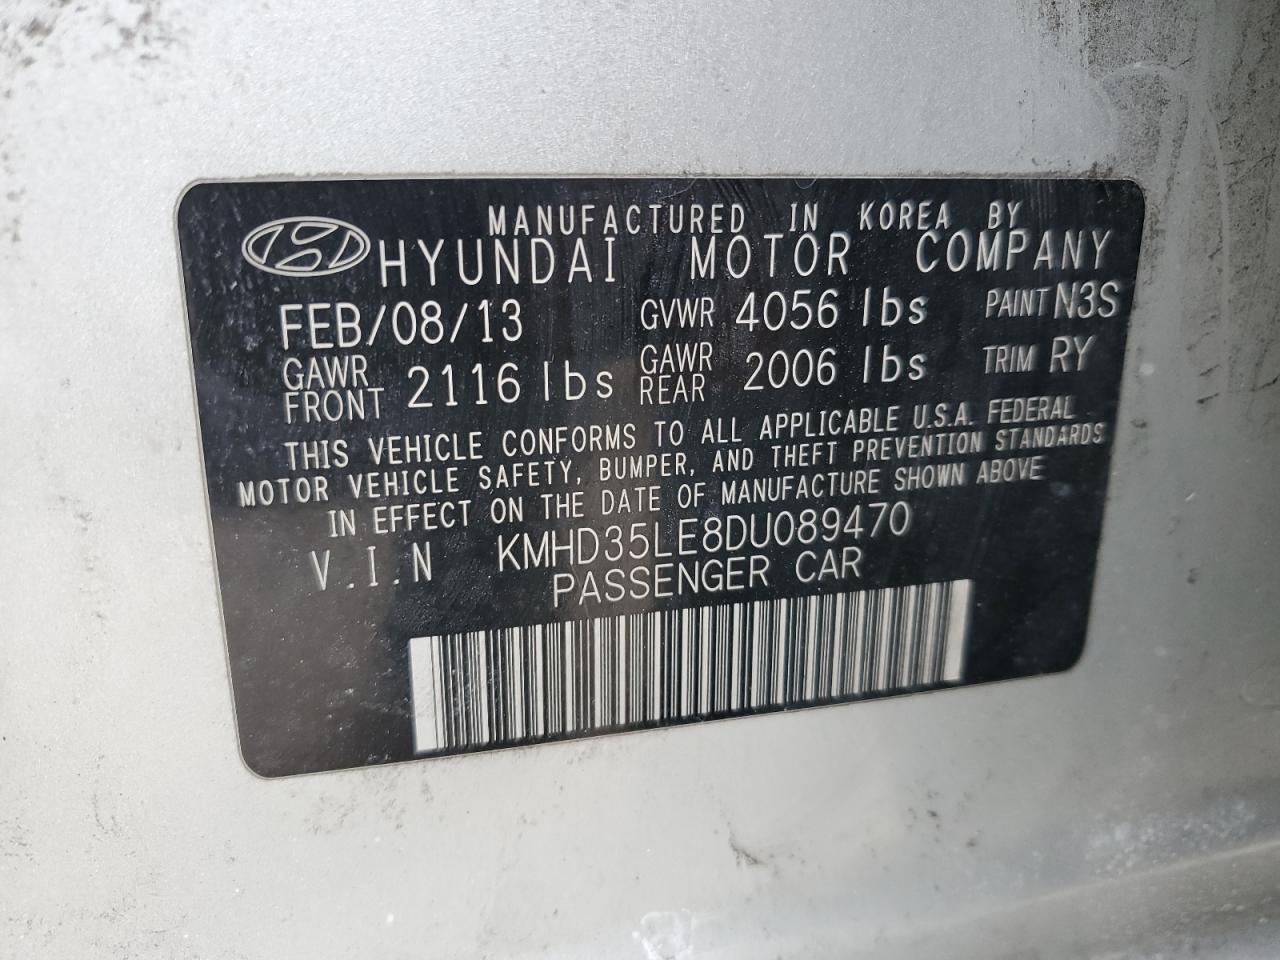 MANUFACTURED IN KOREA BY
HYUNDAI MOTOR COMPANY
FEB/08/13 GVWR 4056 lbs PAINT N3S
GAWR FRONT 2116 lbs GAWR REAR 2006 lbs TRIM RY
THIS VEHICLE CONFORMS TO ALL APPLICABLE U.S.A. FEDERAL
MOTOR VEHICLE SAFETY, BUMPER, AND THEFT PREVENTION STANDARDS
IN EFFECT ON THE DATE OF MANUFACTURE SHOWN ABOVE
V.I.N KMHD35LE8DU089470
PASSENGER CAR